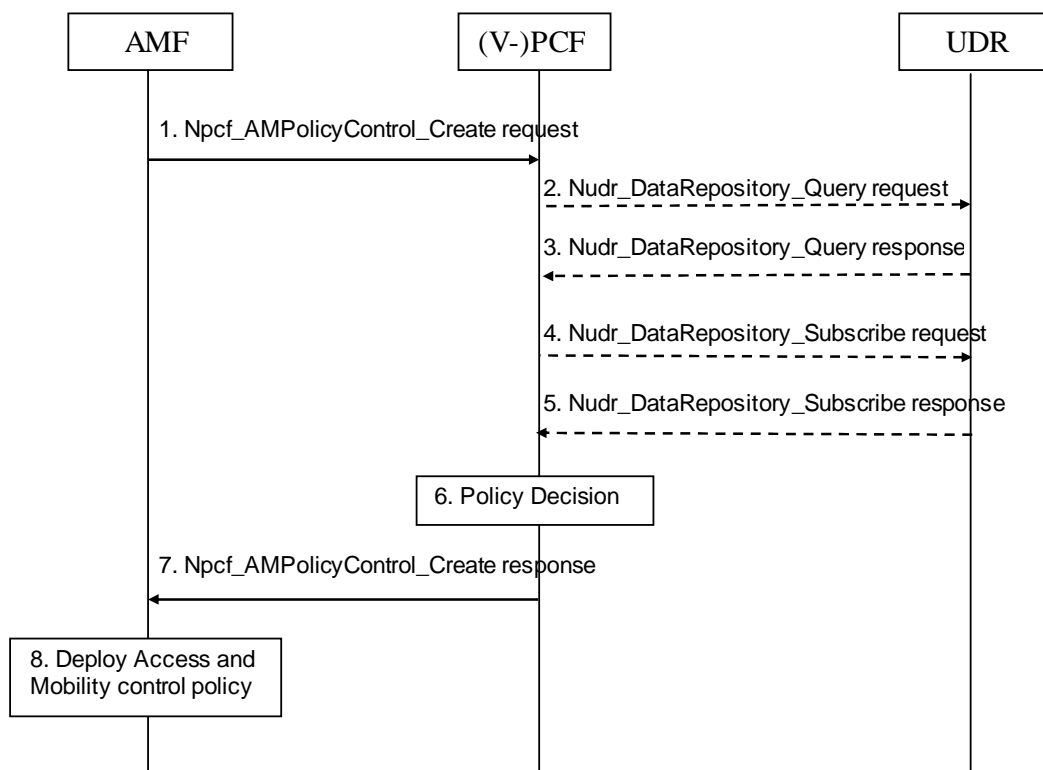 AMF
(V-)PCF
UDR
1. Npcf_AMPolicyControl_Create request
2. Nudr_DataRepository_Query request
3. Nudr_DataRepository_Query response
4. Nudr_DataRepository_Subscribe request
5. Nudr_DataRepository_Subscribe response
6. Policy Decision
7. Npcf_AMPolicyControl_Create response
8. Deploy Access and
Mobility control policy